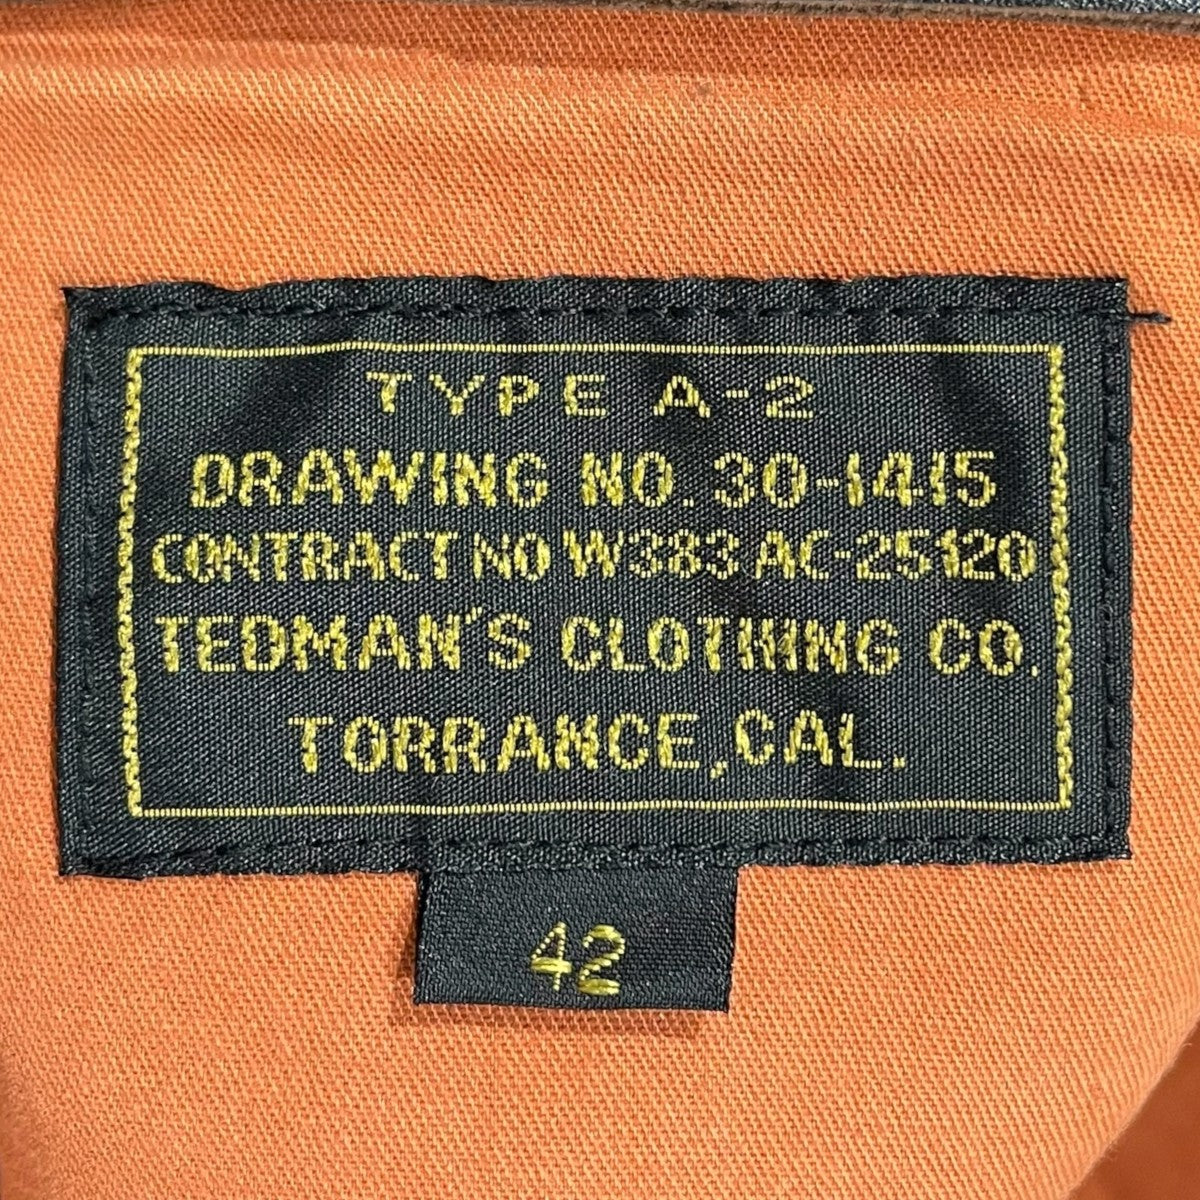 TYPE A-2
DRAWING NO. 30-1415
CONTRACT NO W383 AC-25120
TEDMAN'S CLOTHING CO.
TORRANCE, CAL.
42